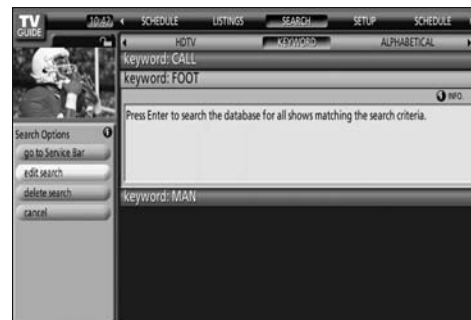 TV GUIDE
10:42
SCHEDULE LISTINGS SEARCH SETUP SCHEDULE
HDTV KEYWORD ALPHABETICAL
keyword: CALL
keyword: FOOT
INFO.
Press Enter to search the database for all shows matching the search criteria.
Search Options
go to Service Bar
edit search
delete search
cancel
keyword: MAN